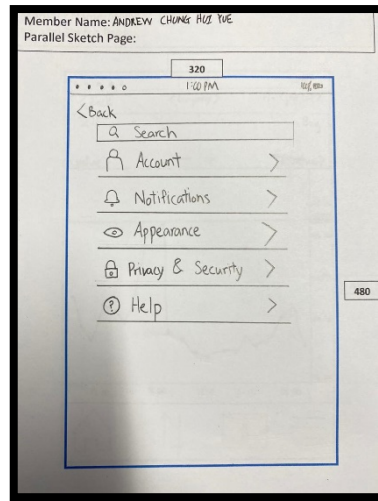 Member Name: ANDREW CHUNG HUI YUE
Parallel Sketch Page:
320
1:00 PM
<Back
Search
Account
Notifications
Appearance
Privacy & Security
480
? Help